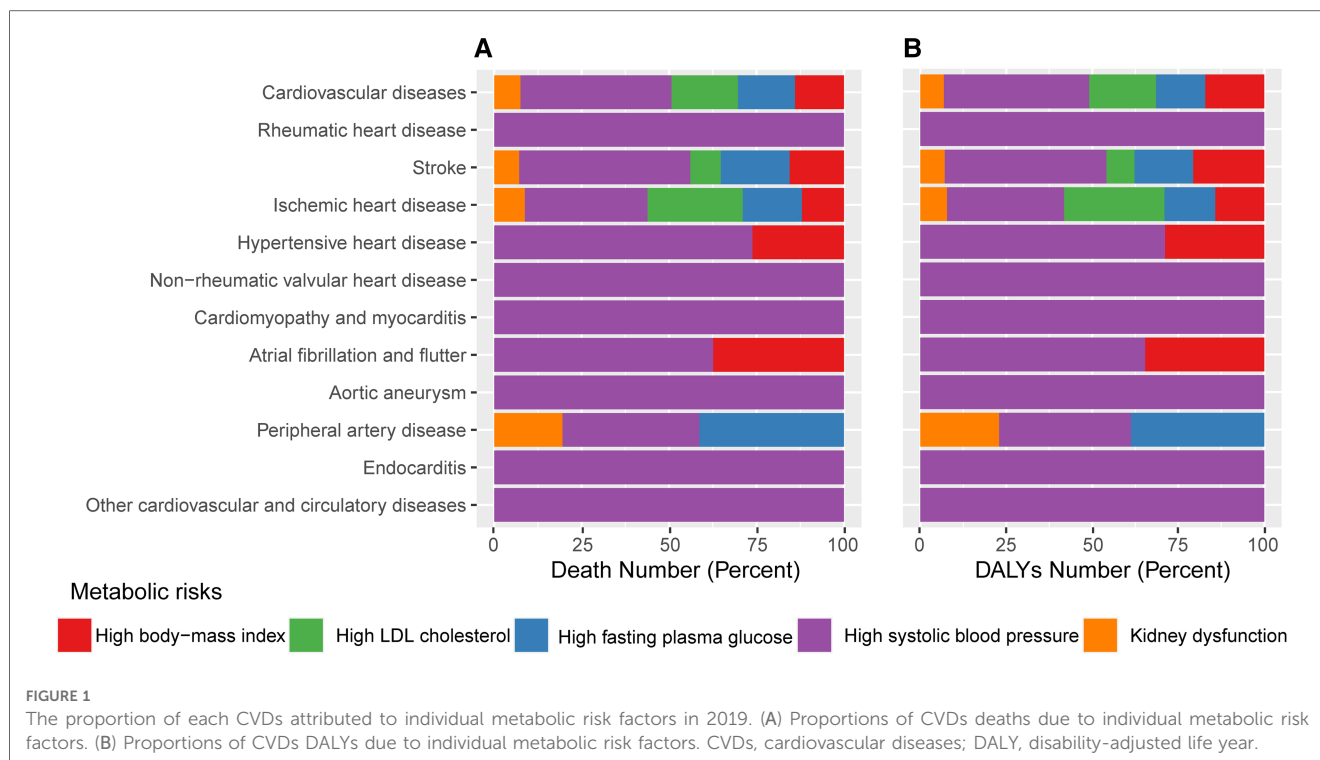 A
B
Cardiovascular diseases
Rheumatic heart disease
Stroke
Ischemic heart disease
Hypertensive heart disease
Non−rheumatic valvular heart disease
Cardiomyopathy and myocarditis
Atrial fibrillation and flutter
Aortic aneurysm
Peripheral artery disease
Endocarditis
Other cardiovascular and circulatory diseases
0 25 50 75 100
0 25 50 75 100
Death Number (Percent)
DALYs Number (Percent)
Metabolic risks
High body−mass index High LDL cholesterol High fasting plasma glucose High systolic blood pressure Kidney dysfunction
FIGURE 1
The proportion of each CVDs attributed to individual metabolic risk factors in 2019. (A) Proportions of CVDs deaths due to individual metabolic risk
factors. (B) Proportions of CVDs DALYs due to individual metabolic risk factors. CVDs, cardiovascular diseases; DALY, disability-adjusted life year.